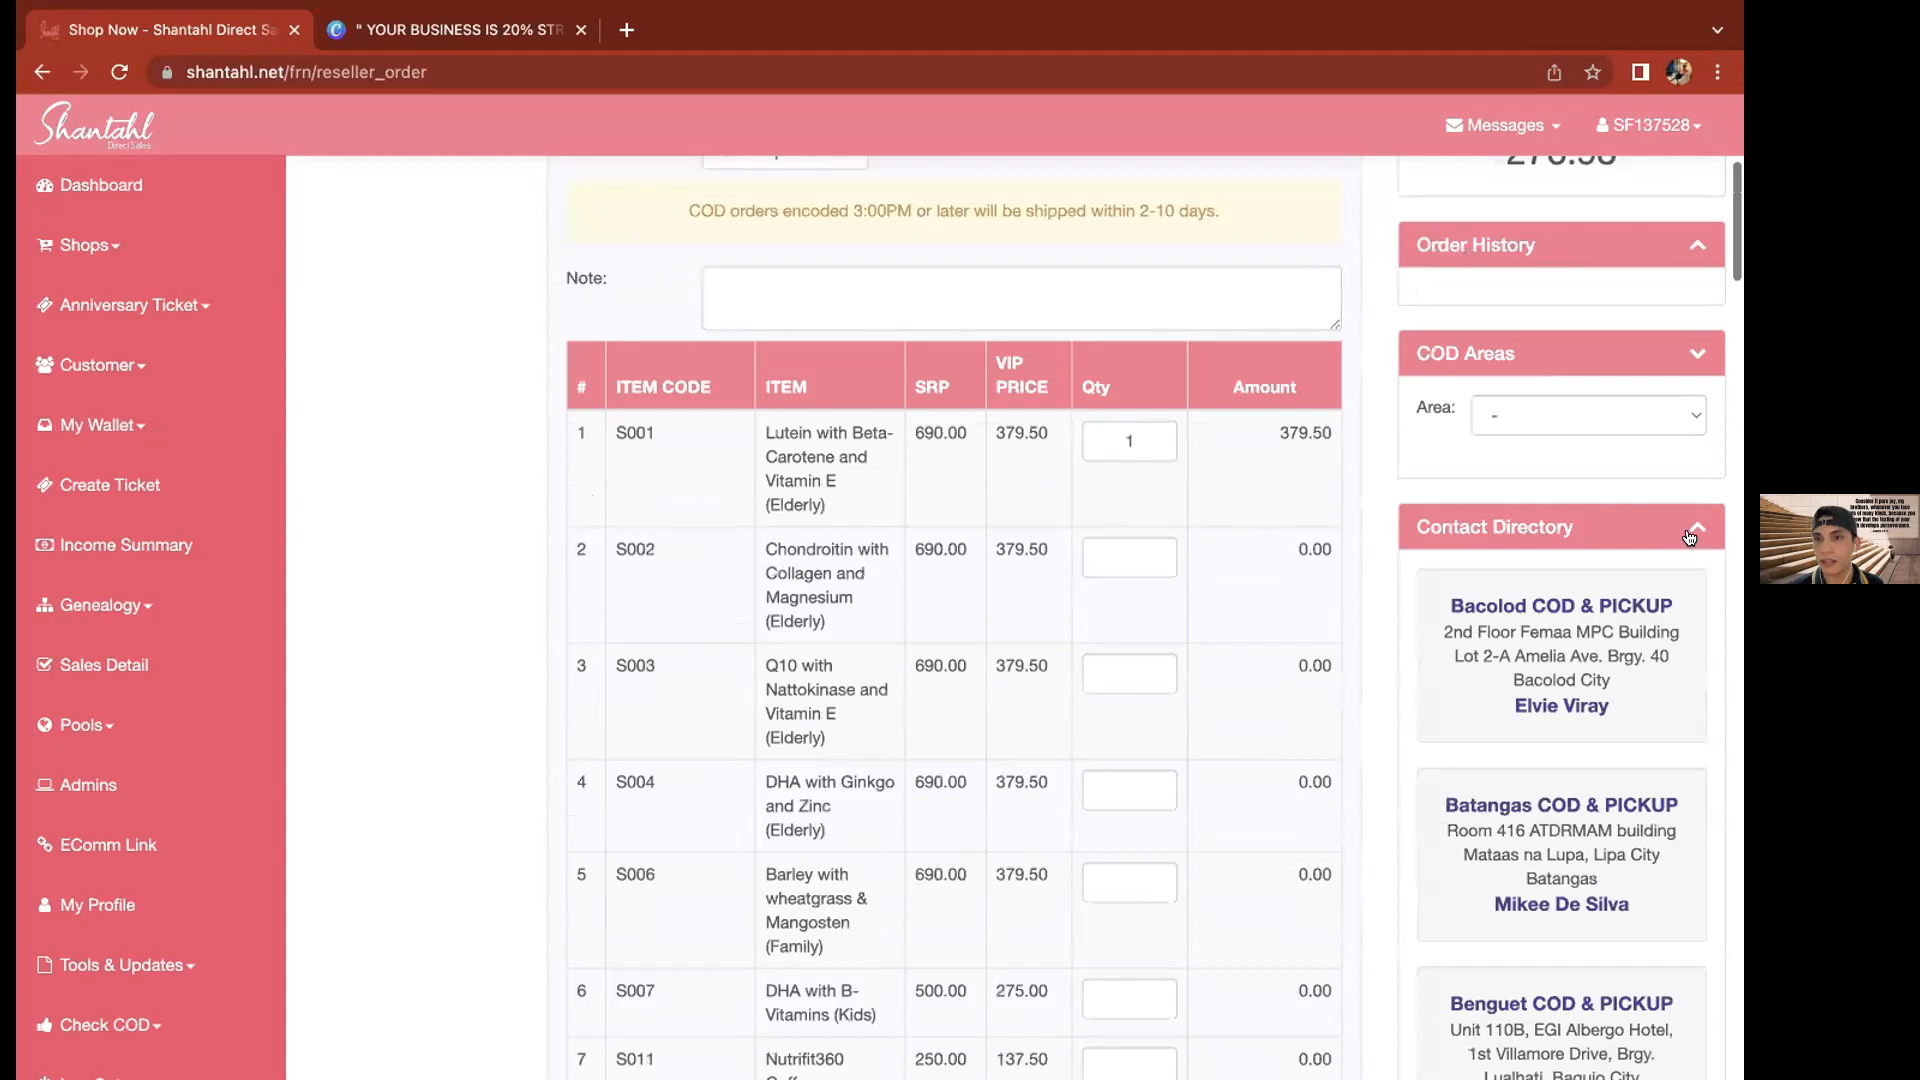 Shop Now - Shantahl Direct Sa
" YOUR BUSINESS IS 20% STR
shantahl.net/frn/reseller_order
Shantahl
Direct Sales
Messages
SF137528
Dashboard
Shops
Anniversary Ticket
Customer
My Wallet
Create Ticket
Income Summary
Genealogy
Sales Detail
Pools
Admins
EComm Link
My Profile
Tools & Updates
Check COD
COD orders encoded 3:00PM or later will be shipped within 2-10 days.
Note:
# ITEM CODE ITEM SRP VIP PRICE Qty Amount
1 S001 Lutein with Beta- 690.00 379.50 1 379.50
Carotene and
Vitamin E
(Elderly)
2 S002 Chondroitin with 690.00 379.50 0.00
Collagen and
Magnesium
(Elderly)
3 S003 Q10 with 690.00 379.50 0.00
Nattokinase and
Vitamin E
(Elderly)
4 S004 DHA with Ginkgo 690.00 379.50 0.00
and Zinc
(Elderly)
5 S006 Barley with 690.00 379.50 0.00
wheatgrass &
Mangosten
(Family)
6 S007 DHA with B- 500.00 275.00 0.00
Vitamins (Kids)
7 S011 Nutrifit360 250.00 137.50 0.00
Order History
COD Areas
Area: -
Contact Directory
Bacolod COD & PICKUP
2nd Floor Femaa MPC Building
Lot 2-A Amelia Ave. Brgy. 40
Bacolod City
Elvie Viray
Batangas COD & PICKUP
Room 416 ATDRMAM building
Mataas na Lupa, Lipa City
Batangas
Mikee De Silva
Benguet COD & PICKUP
Unit 110B, EGI Albergo Hotel,
1st Villamore Drive, Brgy.
Lualhati, Baguio City